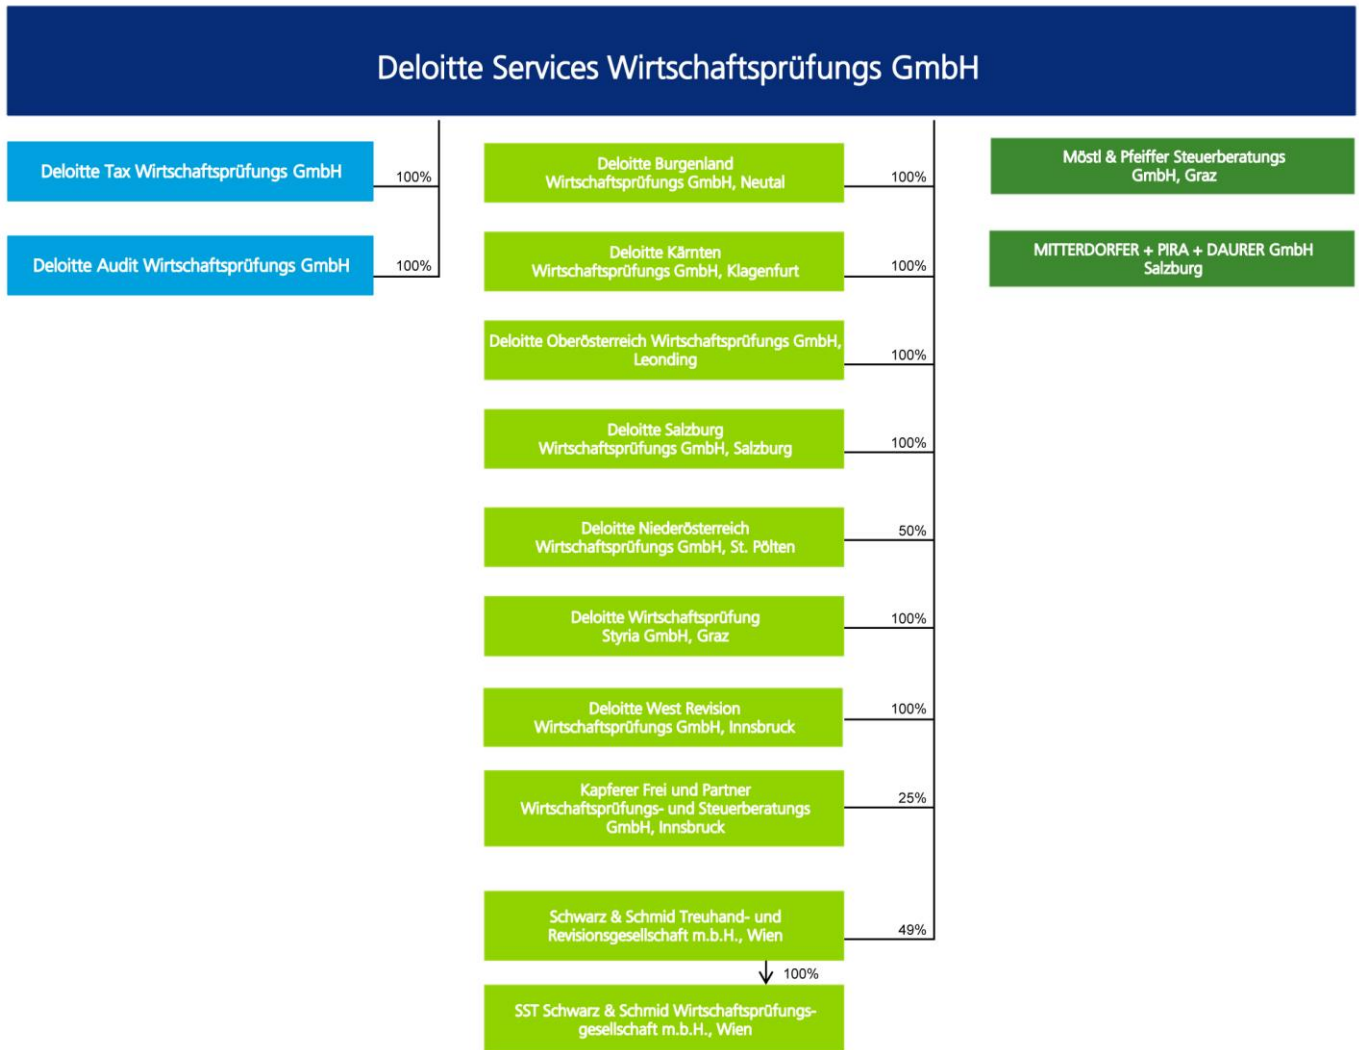 Deloitte Services Wirtschaftsprüfungs GmbH
Deloitte Tax Wirtschaftsprüfungs GmbH
100%
Deloitte Audit Wirtschaftsprüfungs GmbH
100%
Deloitte Burgenland
Wirtschaftsprüfungs GmbH, Neutal
100%
Deloitte Kärnten
Wirtschaftsprüfungs GmbH, Klagenfurt
100%
Deloitte Oberösterreich Wirtschaftsprüfungs GmbH,
Leonding
100%
Deloitte Salzburg
Wirtschaftsprüfungs GmbH, Salzburg
100%
Deloitte Niederösterreich
Wirtschaftsprüfungs GmbH, St. Pölten
50%
Deloitte Wirtschaftsprüfung
Styria GmbH, Graz
100%
Deloitte West Revision
Wirtschaftsprüfungs GmbH, Innsbruck
100%
Kapferer Frei und Partner
Wirtschaftsprüfungs- und Steuerberatungs
GmbH, Innsbruck
25%
Schwarz & Schmid Treuhand- und
Revisionsgesellschaft m.b.H., Wien
49%
100%
SST Schwarz & Schmid Wirtschaftsprüfungs-
gesellschaft m.b.H., Wien
Möstl & Pfeiffer Steuerberatungs
GmbH, Graz
MITTERDORFER + PIRA + DAURER GmbH
Salzburg